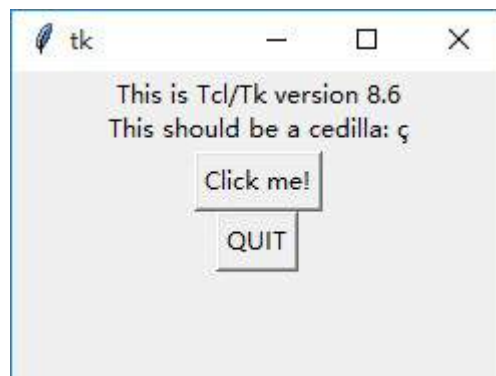 tk
This is Tcl/Tk version 8.6
This should be a cedilla: ç
Click me!
QUIT